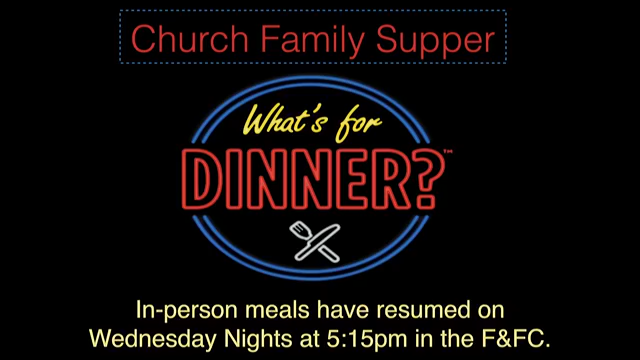 Church Family Supper
What's for
DINNER?™
In-person meals have resumed on
Wednesday Nights at 5:15pm in the F&FC.